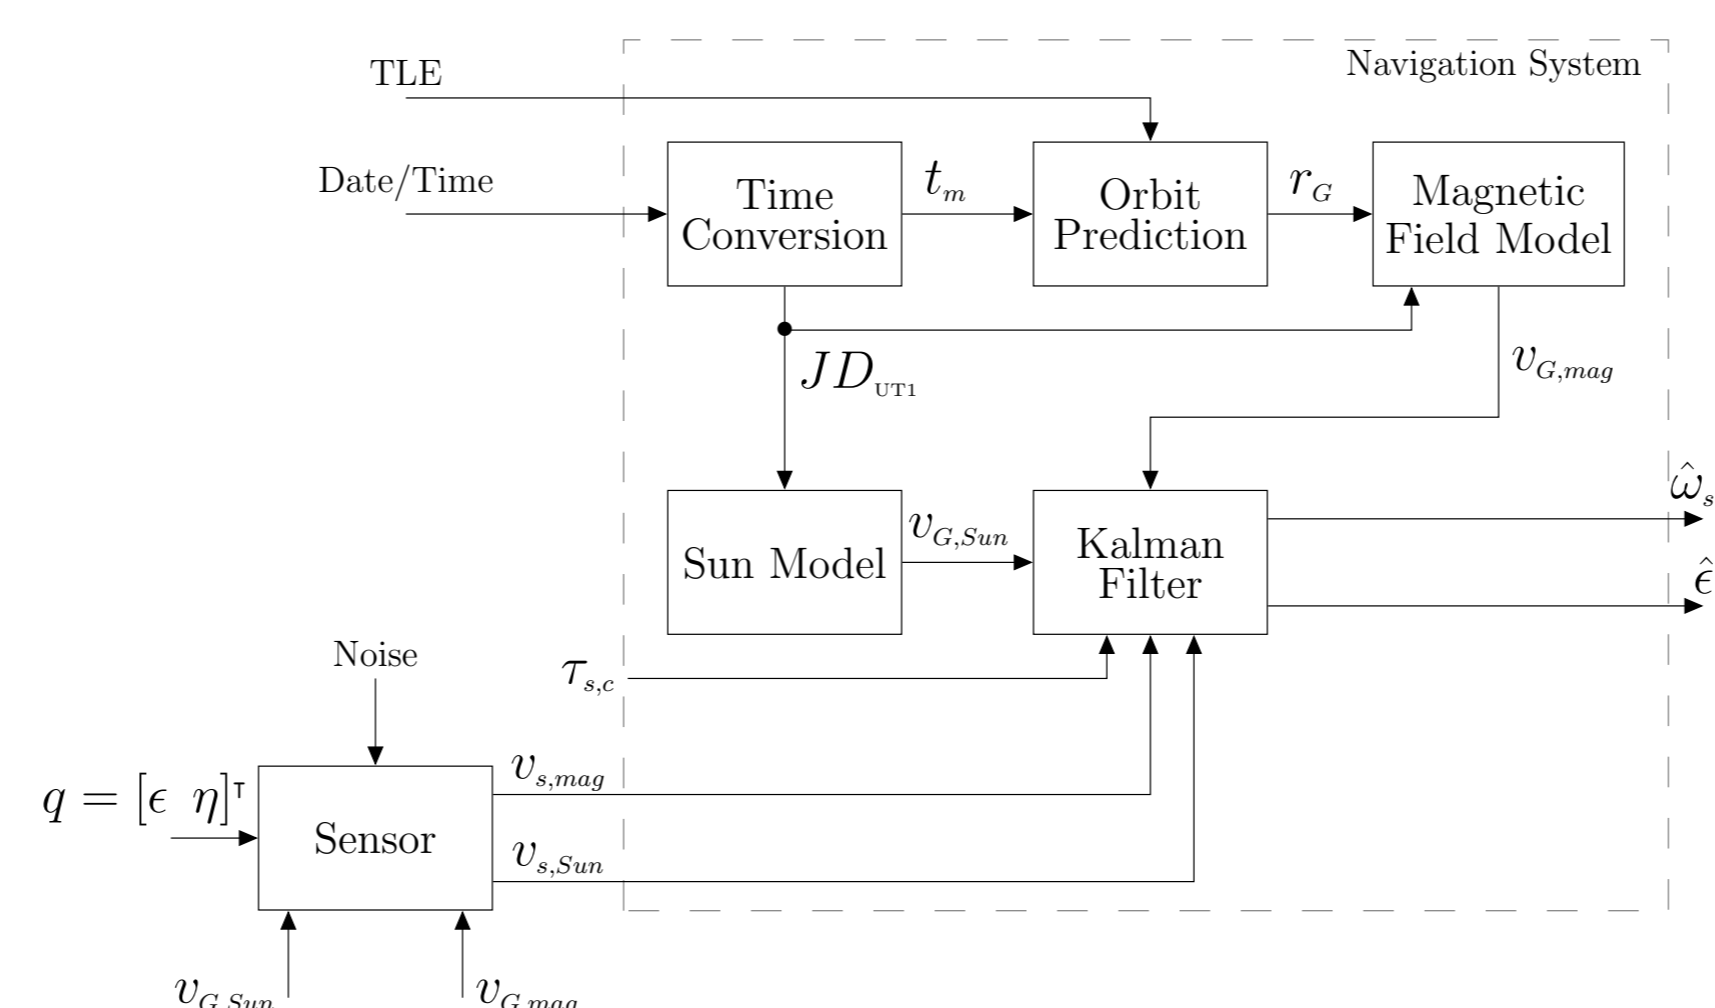 Navigation System
TLE
Date/Time
Time
Conversion
t_m
Orbit
Prediction
r_G
Magnetic
Field Model
JD_UT1
v_G,mag
Sun Model
v_G,Sun
Kalman
Filter
ω̂_s
ϵ̂
Noise
τ_s,c
q = [ϵ η]^T
Sensor
v_s,mag
v_s,Sun
v_G,Sun
v_G,mag